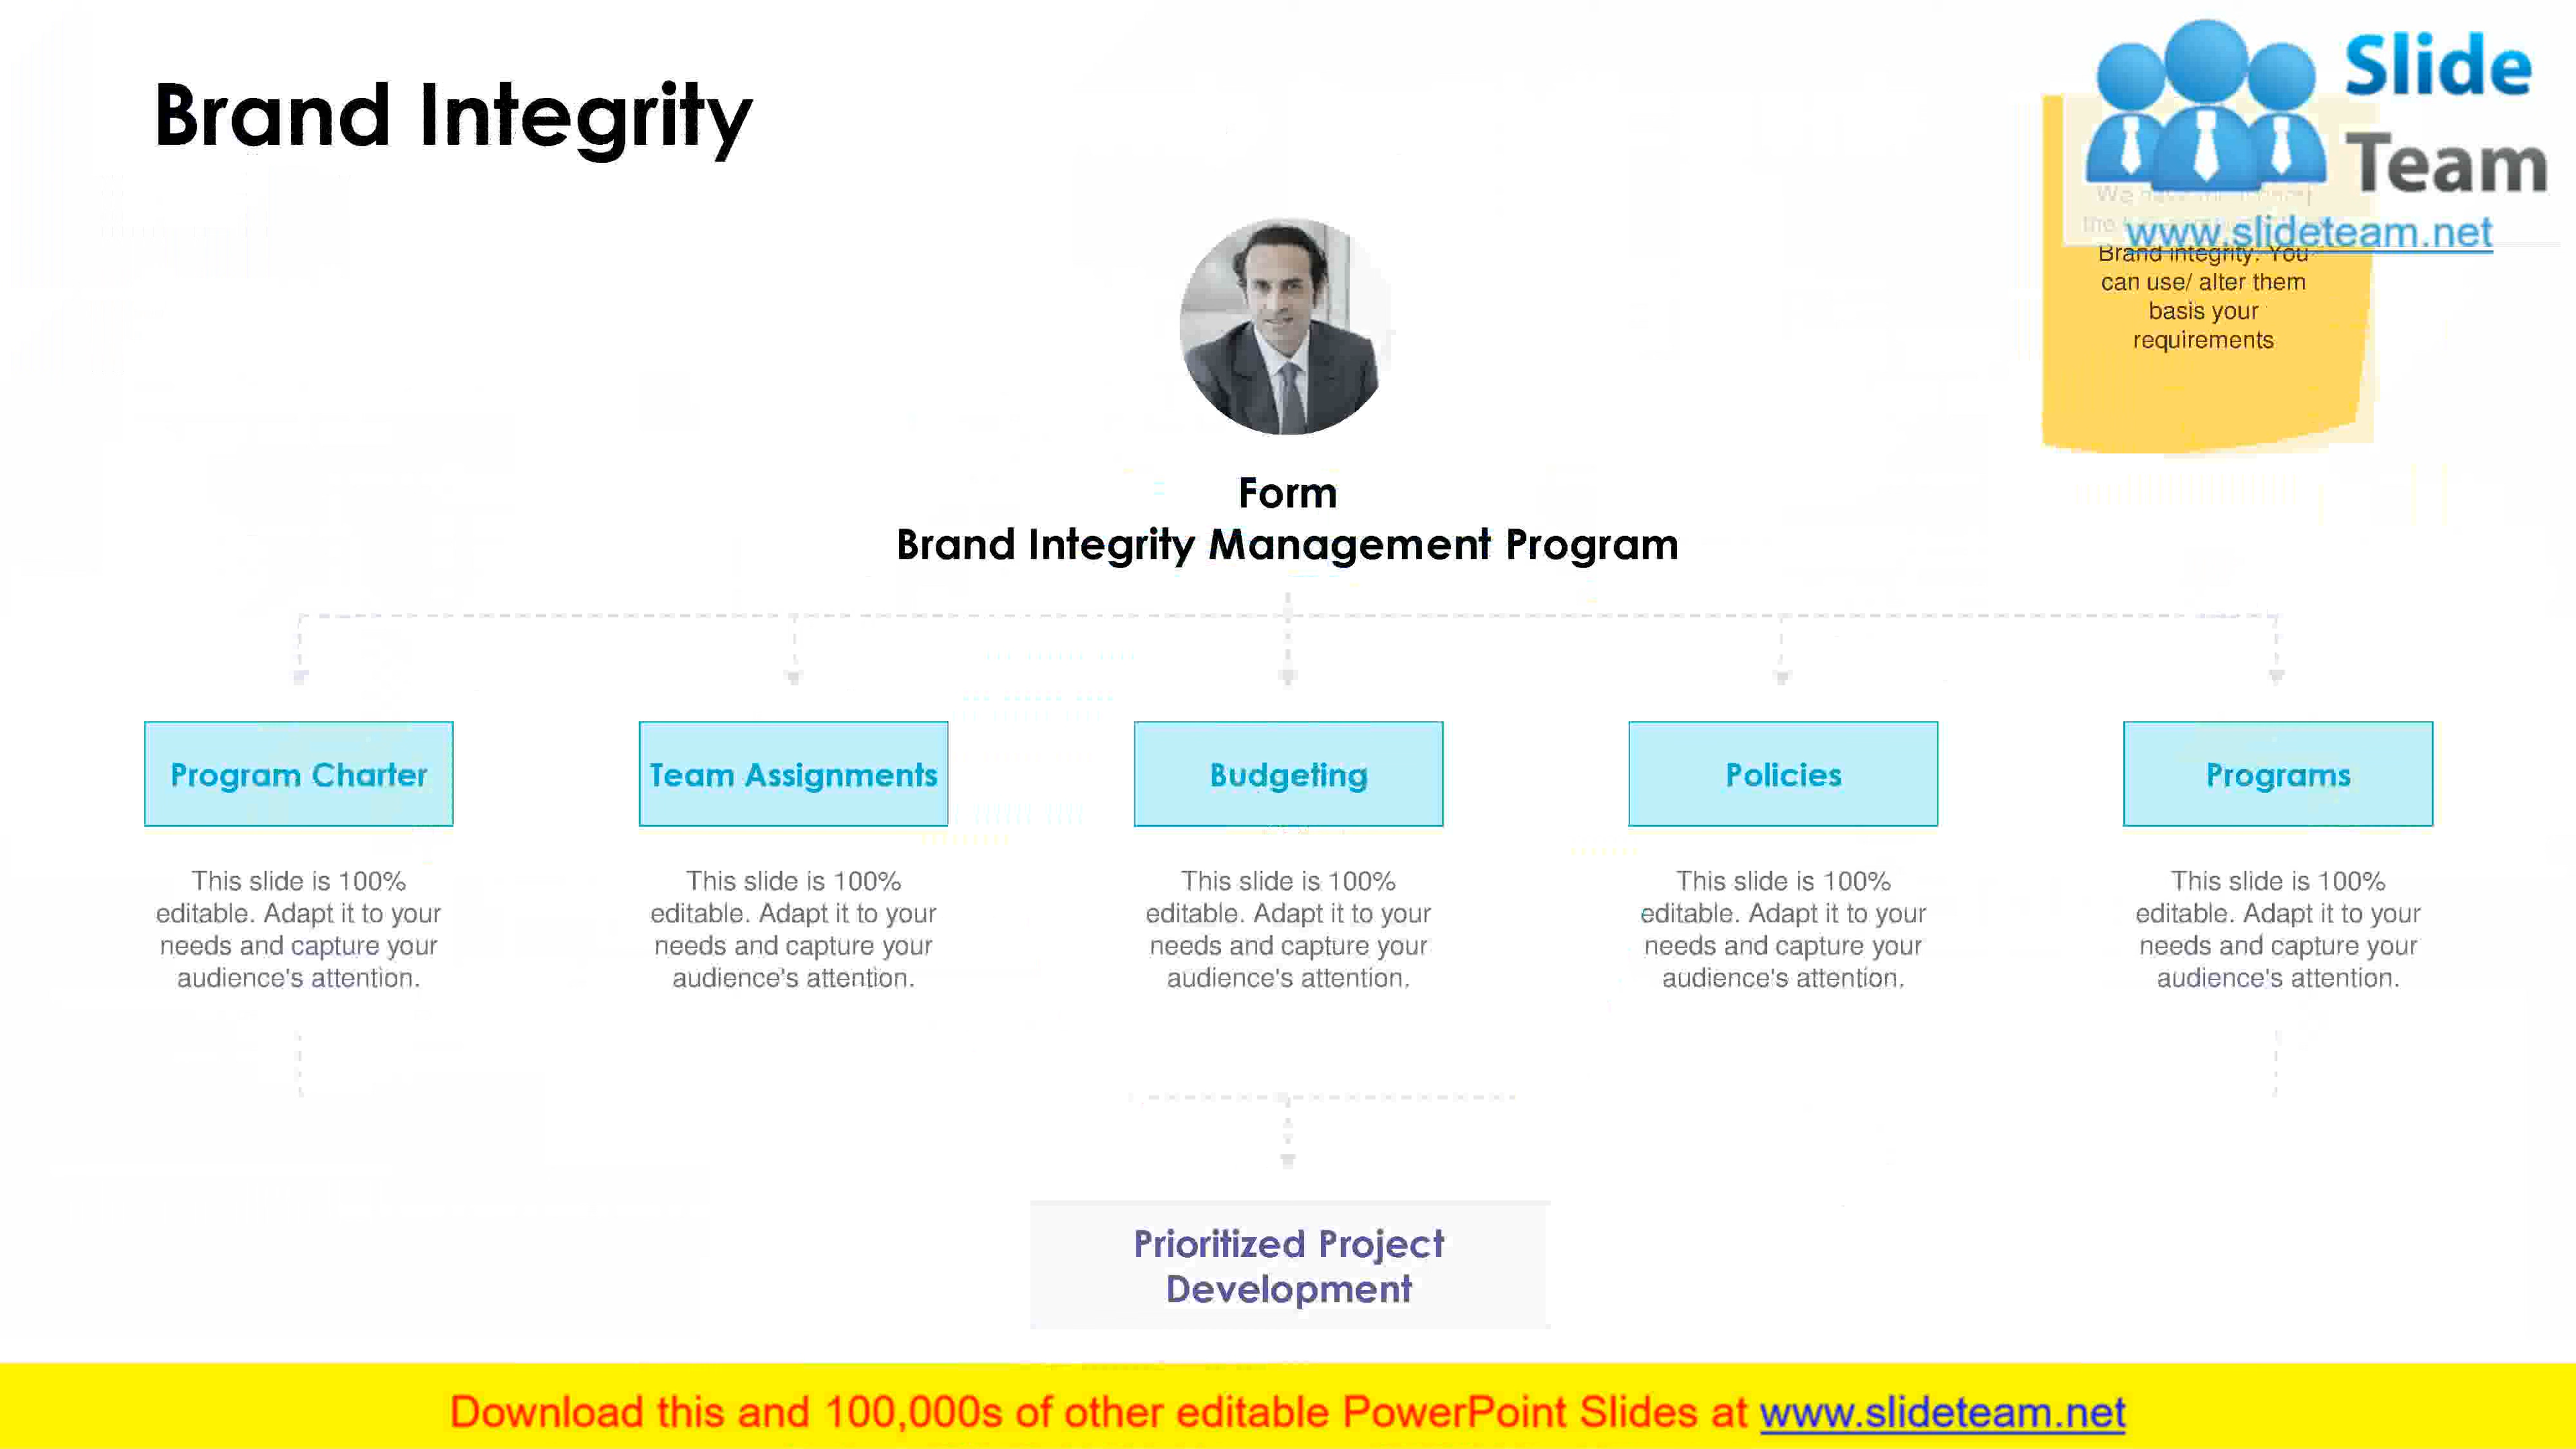 Brand Integrity
Slide
Team
www.slideteam.net
We
the
Brand Integrity. You
can use/ alter them
basis your
requirements
Form
Brand Integrity Management Program
Program Charter
Team Assignments
Budgeting
Policies
Programs
This slide is 100%
editable. Adapt it to your
needs and capture your
audience's attention.
This slide is 100%
editable. Adapt it to your
needs and capture your
audience's attention.
This slide is 100%
editable. Adapt it to your
needs and capture your
audience's attention.
This slide is 100%
editable. Adapt it to your
needs and capture your
audience's attention.
This slide is 100%
editable. Adapt it to your
needs and capture your
audience's attention.
Prioritized Project
Development
Download this and 100,000s of other editable PowerPoint Slides at www.slideteam.net